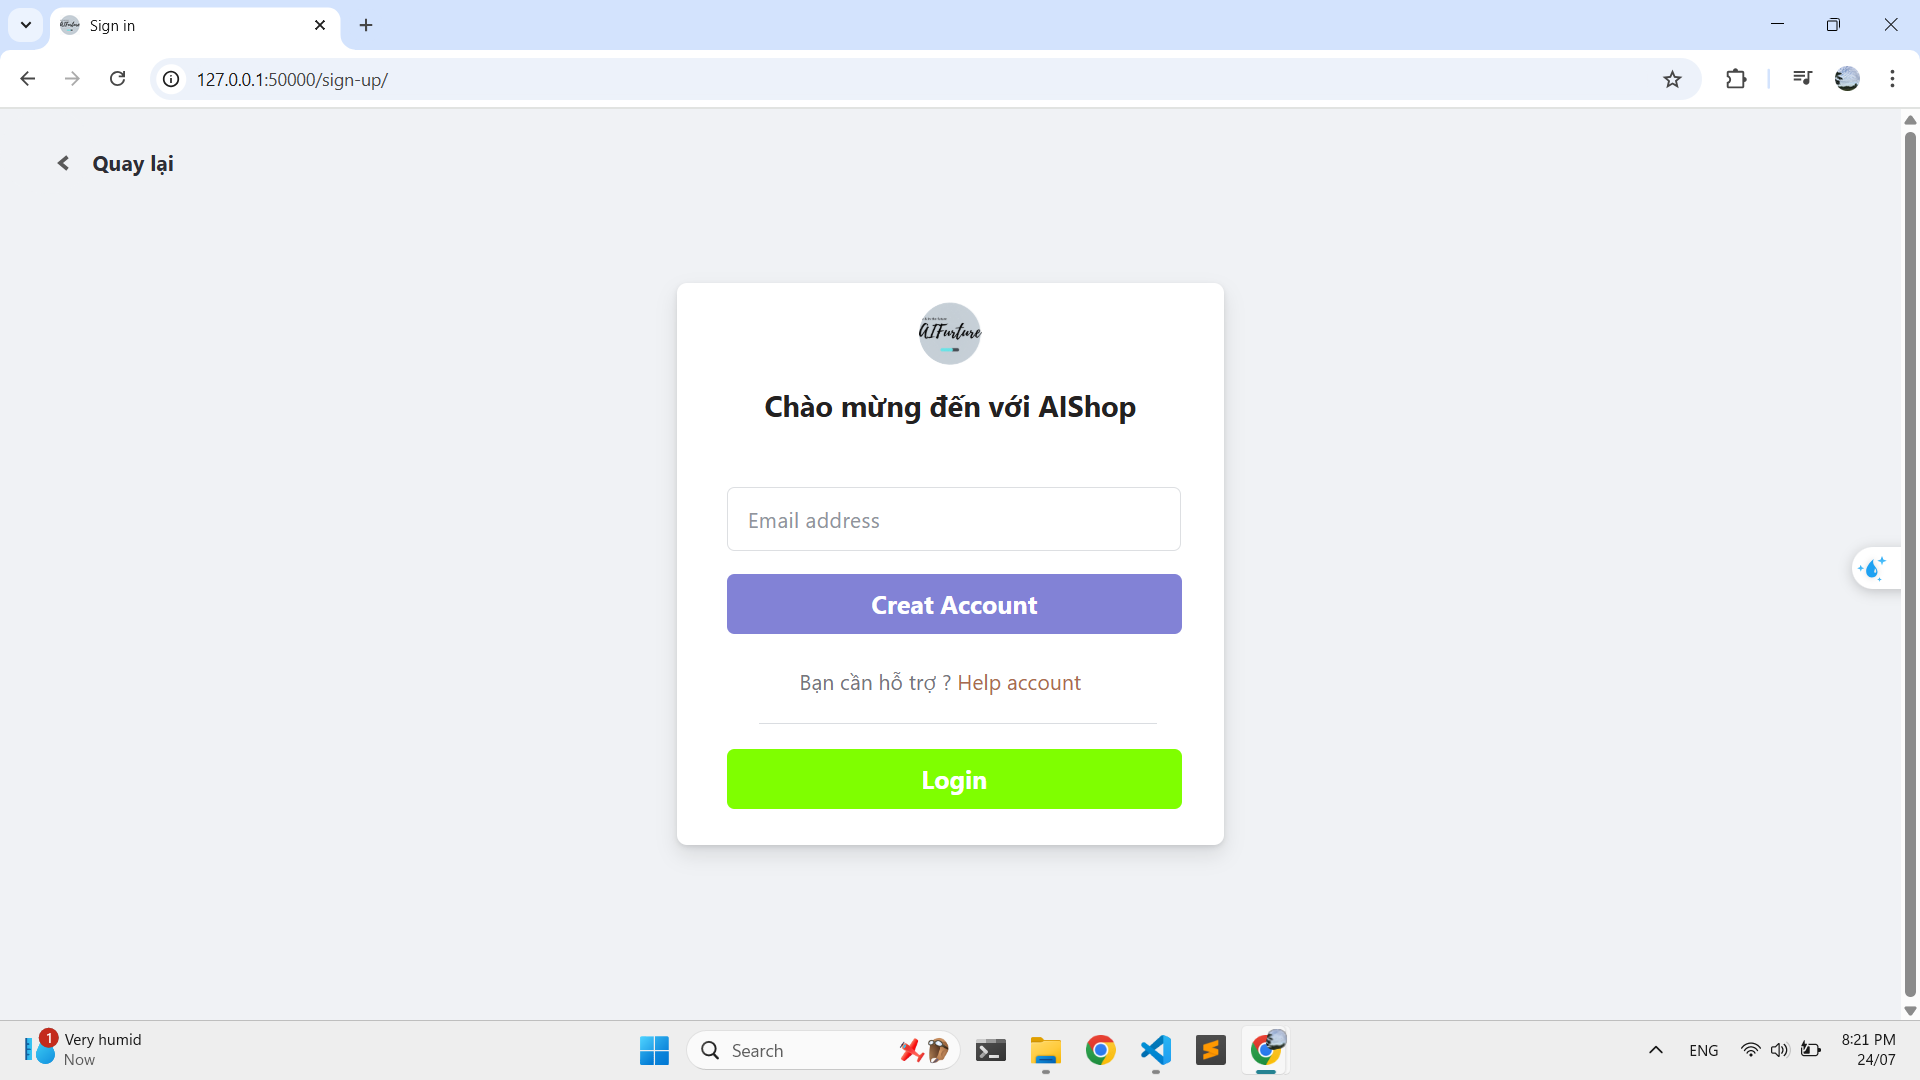 Sign in
127.0.0.1:50000/sign-up/
Quay lại
AIFurture
Chào mừng đến với AIShop
Email address
Creat Account
Bạn cần hỗ trợ ? Help account
Login
1
Very humid
Now
Search
ENG
8:21 PM
24/07